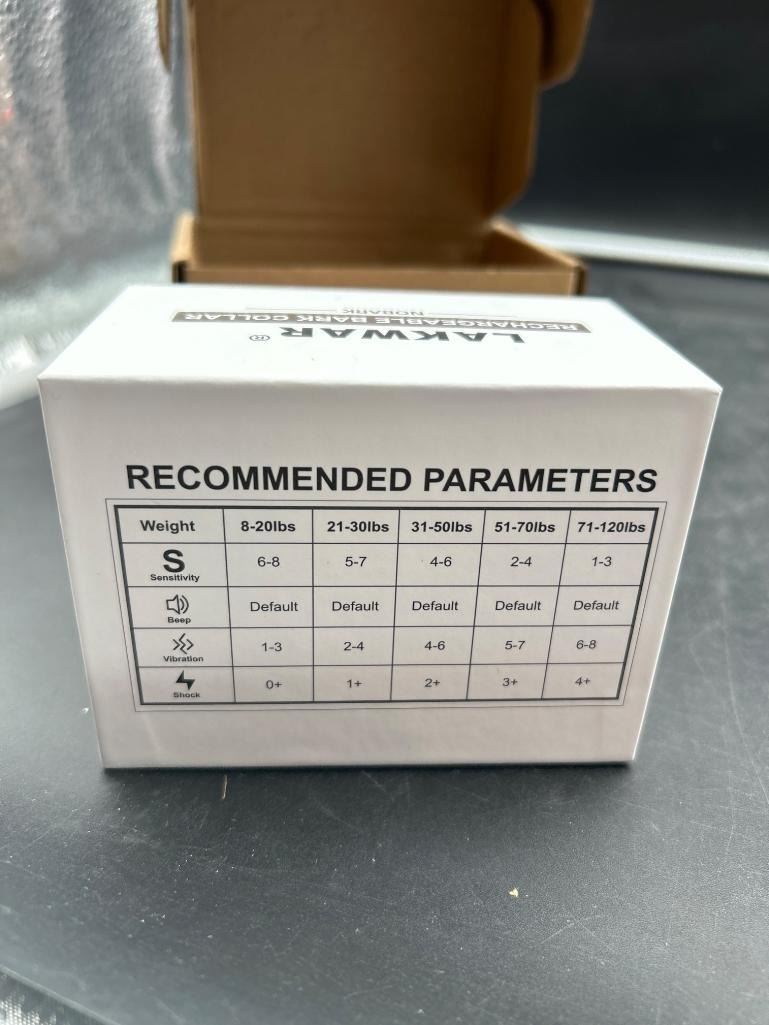 NOBARK
RECHARGEABLE BARK COLLAR
LAKWAR®
RECOMMENDED PARAMETERS
Weight 8-20lbs 21-30lbs 31-50lbs 51-70lbs 71-120lbs
S Sensitivity 6-8 5-7 4-6 2-4 1-3
Beep Default Default Default Default Default
Vibration 1-3 2-4 4-6 5-7 6-8
Shock 0+ 1+ 2+ 3+ 4+